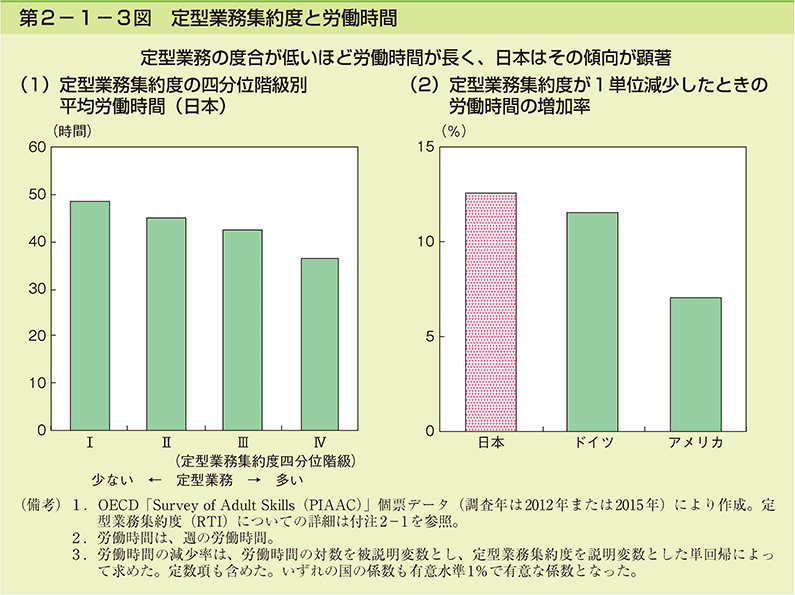 第２－１－３図　定型業務集約度と労働時間
定型業務の度合が低いほど労働時間が長く、日本はその傾向が顕著
（１）定型業務集約度の四分位階級別
平均労働時間（日本）
（時間）
60
50
40
30
20
10
0
Ⅰ　Ⅱ　Ⅲ　Ⅳ
（定型業務集約度四分位階級）
少ない　←　定型業務　→　多い
（２）定型業務集約度が１単位減少したときの
労働時間の増加率
（％）
15
10
5
0
日本　ドイツ　アメリカ
（備考）１．OECD「Survey of Adult Skills（PIAAC）」個票データ（調査年は2012年または2015年）により作成。定
型業務集約度（RTI）についての詳細は付注２−１を参照。
２．労働時間は、週の労働時間。
３．労働時間の減少率は、労働時間の対数を被説明変数とし、定型業務集約度を説明変数とした単回帰によっ
て求めた。定数項も含めた。いずれの国の係数も有意水準1％で有意な係数となった。